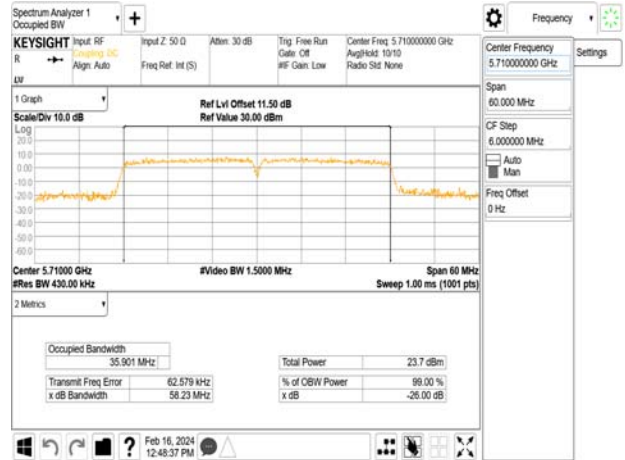 Spectrum Analyzer 1
Occupied BW
Frequency
KEYSIGHT
R
Input: RF
Coupling: DC
Align: Auto
Input Z: 50 Ω
Freq Ref: Int (S)
Atten: 30 dB
Trig: Free Run
Gate: Off
#IF Gain: Low
Center Freq: 5.710000000 GHz
Avg|Hold: 10/10
Radio Std: None
Center Frequency
5.710000000 GHz
Settings
Span
60.000 MHz
CF Step
6.000000 MHz
Auto
Man
Freq Offset
0 Hz
1 Graph
Scale/Div 10.0 dB
Ref Lvl Offset 11.50 dB
Ref Value 30.00 dBm
Log
20.0
10.0
0.00
-10.0
-20.0
-30.0
-40.0
-50.0
-60.0
Center 5.71000 GHz
#Video BW 1.5000 MHz
Span 60 MHz
#Res BW 430.00 kHz
Sweep 1.00 ms (1001 pts)
2 Metrics
Occupied Bandwidth
35.901 MHz
Total Power 23.7 dBm
Transmit Freq Error 62.579 kHz
% of OBW Power 99.00 %
x dB Bandwidth 58.23 MHz
x dB -26.00 dB
?
Feb 16, 2024
12:48:37 PM